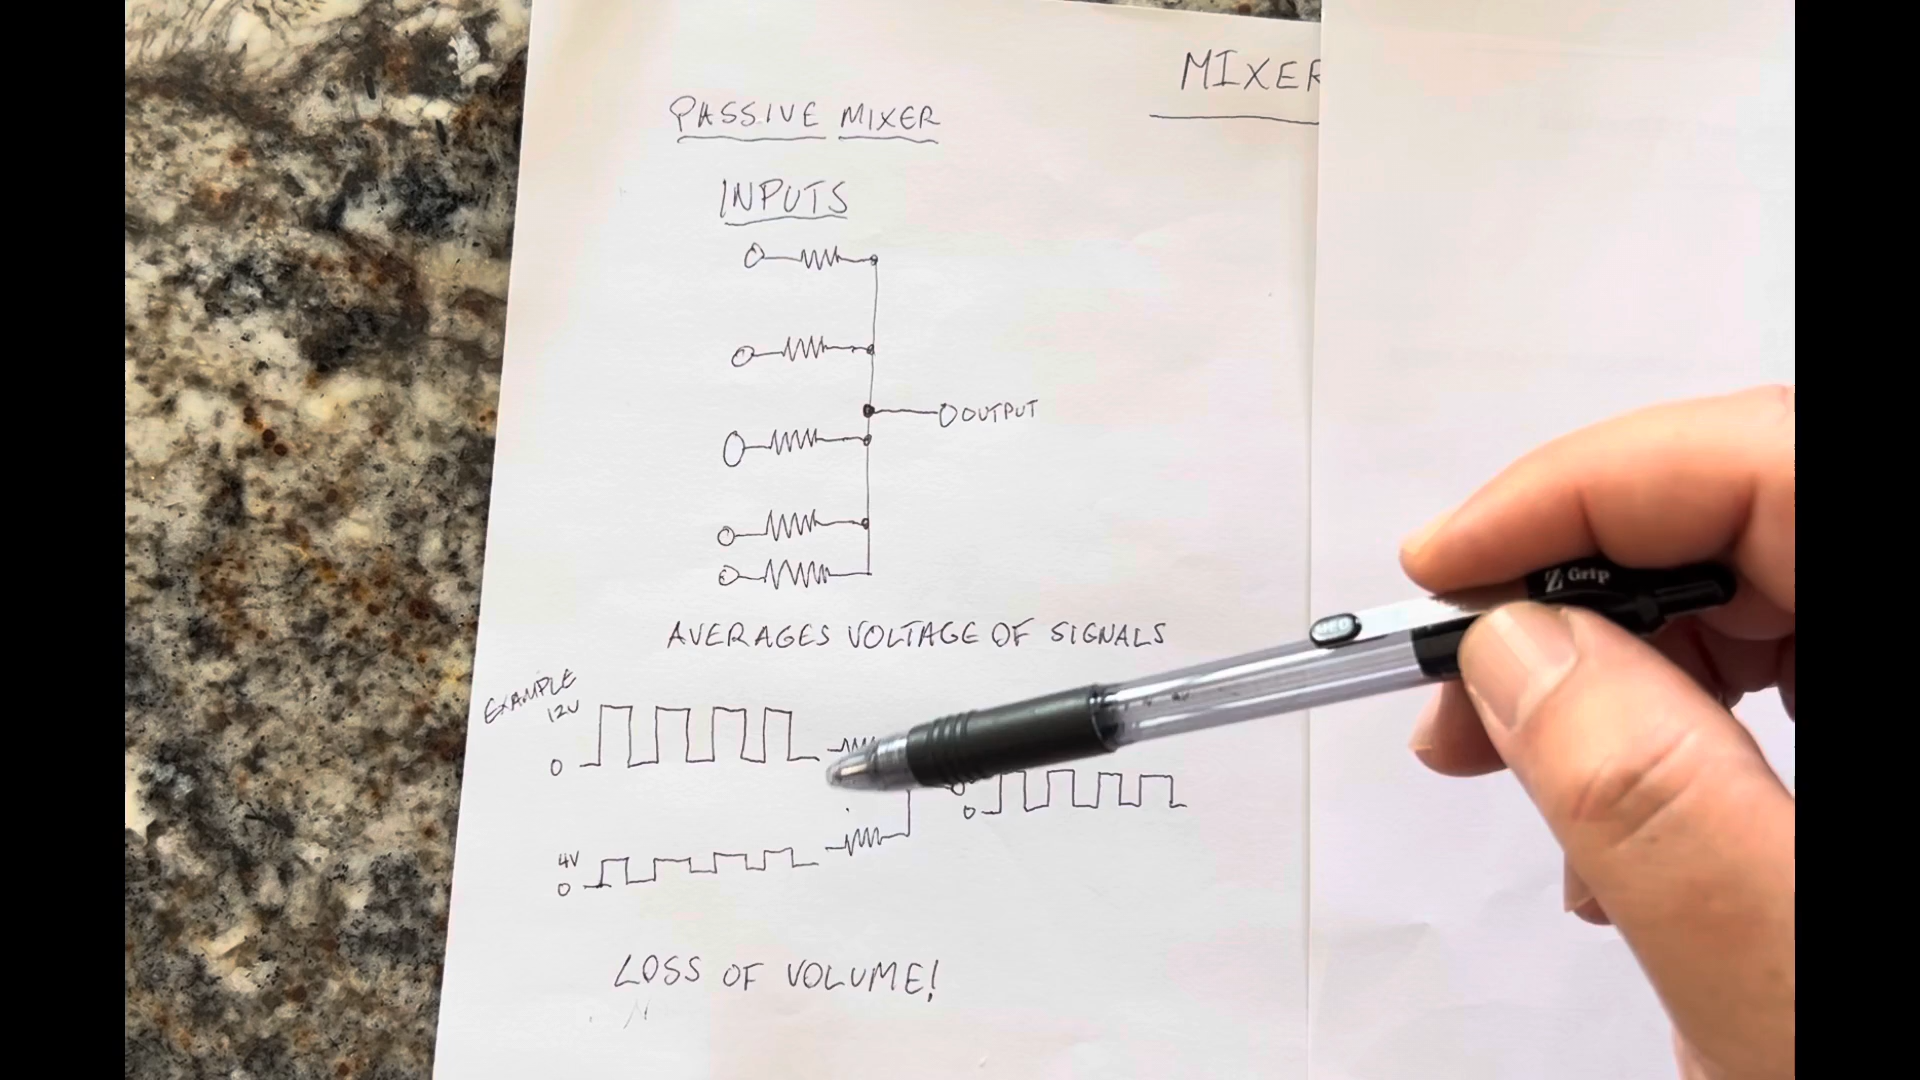 MIXER
PASSIVE MIXER
INPUTS
OUTPUT
AVERAGES VOLTAGE OF SIGNALS
EXAMPLE
12V
0
0
4V
0
LOSS OF VOLUME!
Z Grip
MED